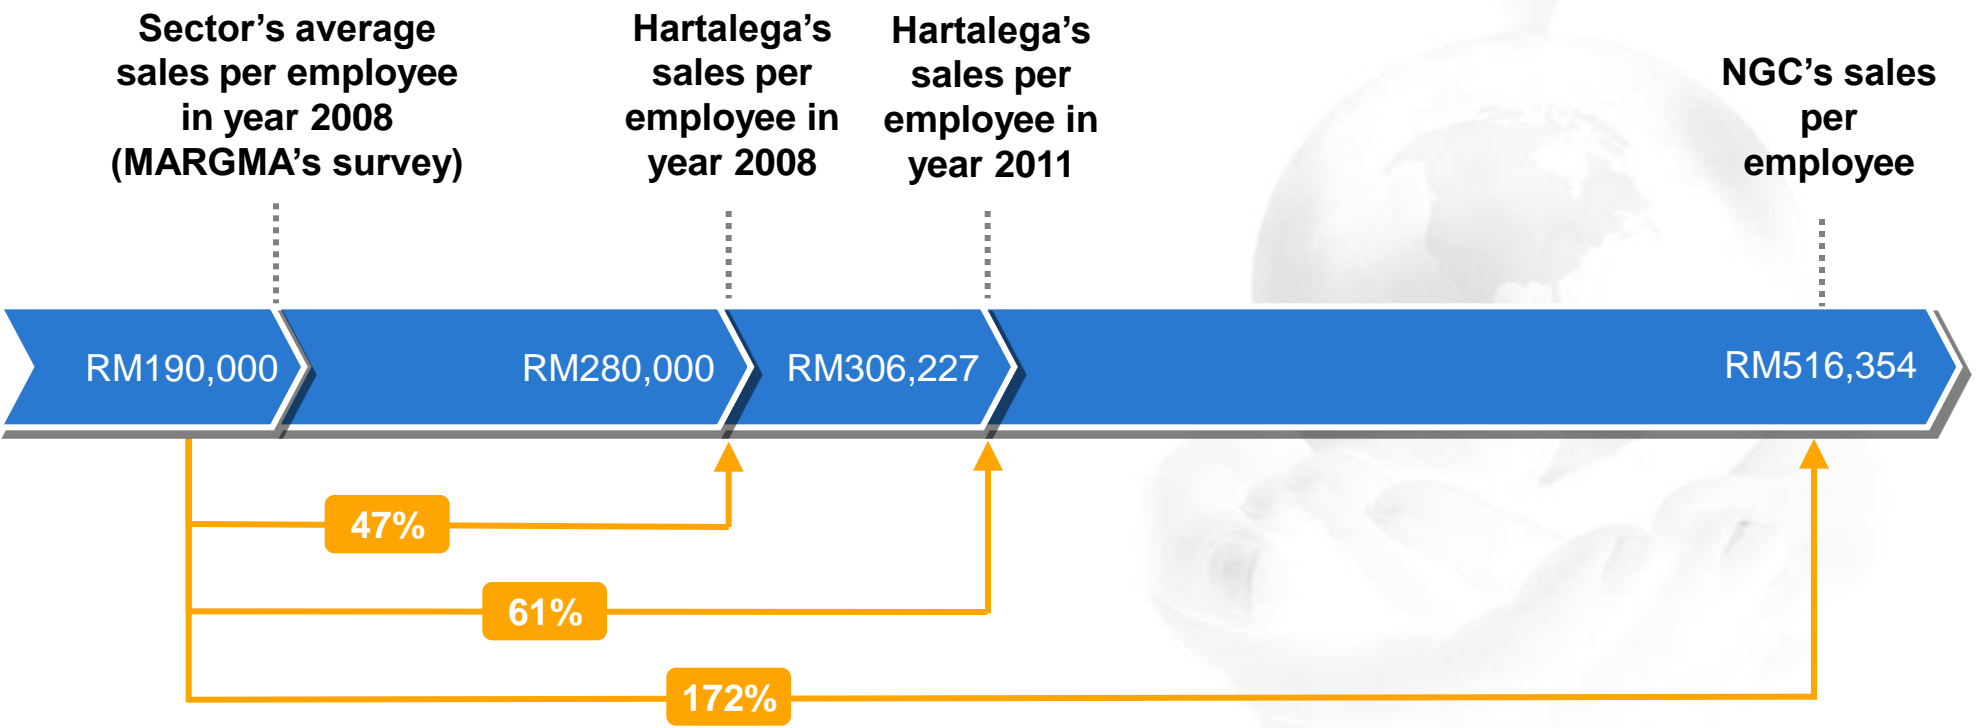 Sector’s average
sales per employee
in year 2008
(MARGMA’s survey)
Hartalega’s
sales per
employee in
year 2008
Hartalega’s
sales per
employee in
year 2011
NGC’s sales
per
employee
RM190,000
RM280,000
RM306,227
RM516,354
47%
61%
172%